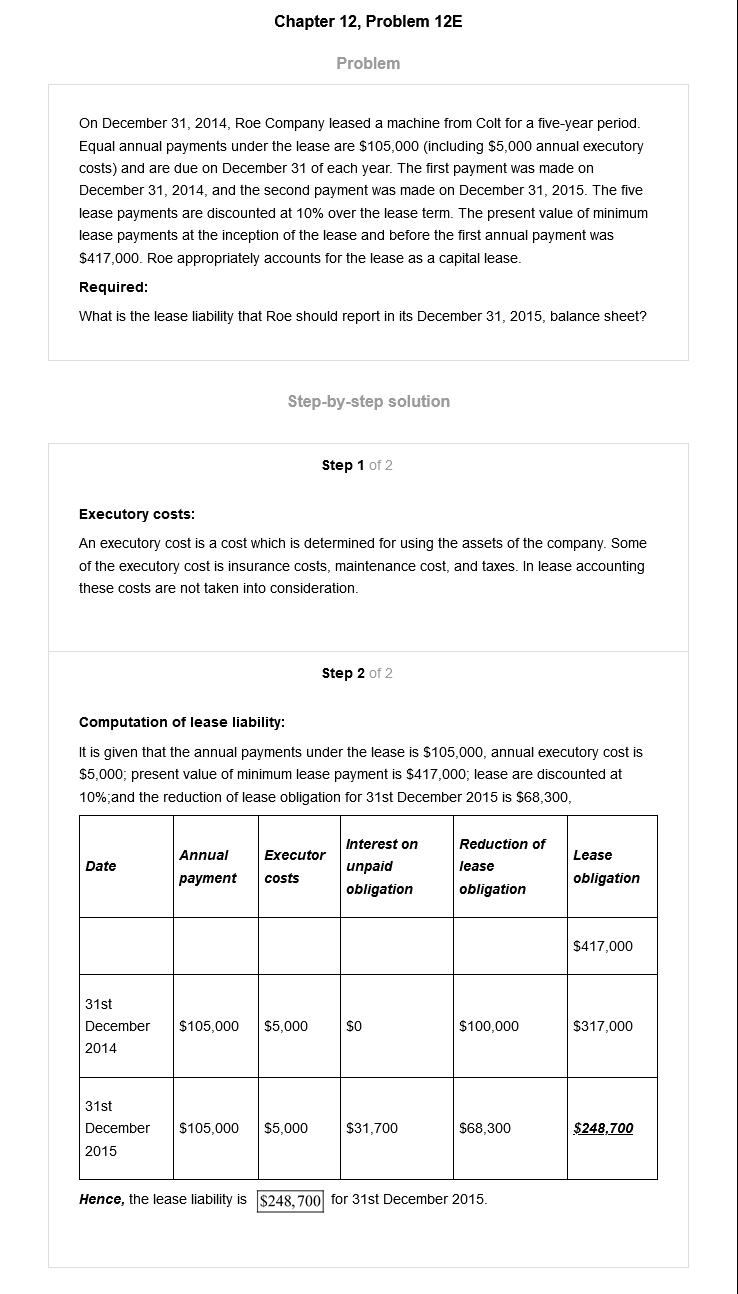 Chapter 12, Problem 12E
Problem
On December 31, 2014, Roe Company leased a machine from Colt for a five-year period.
Equal annual payments under the lease are $105,000 (including $5,000 annual executory
costs) and are due on December 31 of each year. The first payment was made on
December 31, 2014, and the second payment was made on December 31, 2015. The five
lease payments are discounted at 10% over the lease term. The present value of minimum
lease payments at the inception of the lease and before the first annual payment was
$417,000. Roe appropriately accounts for the lease as a capital lease.
Required:
What is the lease liability that Roe should report in its December 31, 2015, balance sheet?
Step-by-step solution
Step 1 of 2
Executory costs:
An executory cost is a cost which is determined for using the assets of the company. Some
of the executory cost is insurance costs, maintenance cost, and taxes. In lease accounting
these costs are not taken into consideration.
Step 2 of 2
Computation of lease liability:
It is given that the annual payments under the lease is $105,000, annual executory cost is
$5,000; present value of minimum lease payment is $417,000; lease are discounted at
10%;and the reduction of lease obligation for 31st December 2015 is $68,300,
Date
Annual
payment
Executor
costs
Interest on
unpaid
obligation
Reduction of
lease
obligation
Lease
obligation
$417,000
31st
December
2014
$105,000
$5,000
$0
$100,000
$317,000
31st
December
2015
$105,000
$5,000
$31,700
$68,300
$248,700
Hence, the lease liability is $248,700 for 31st December 2015.